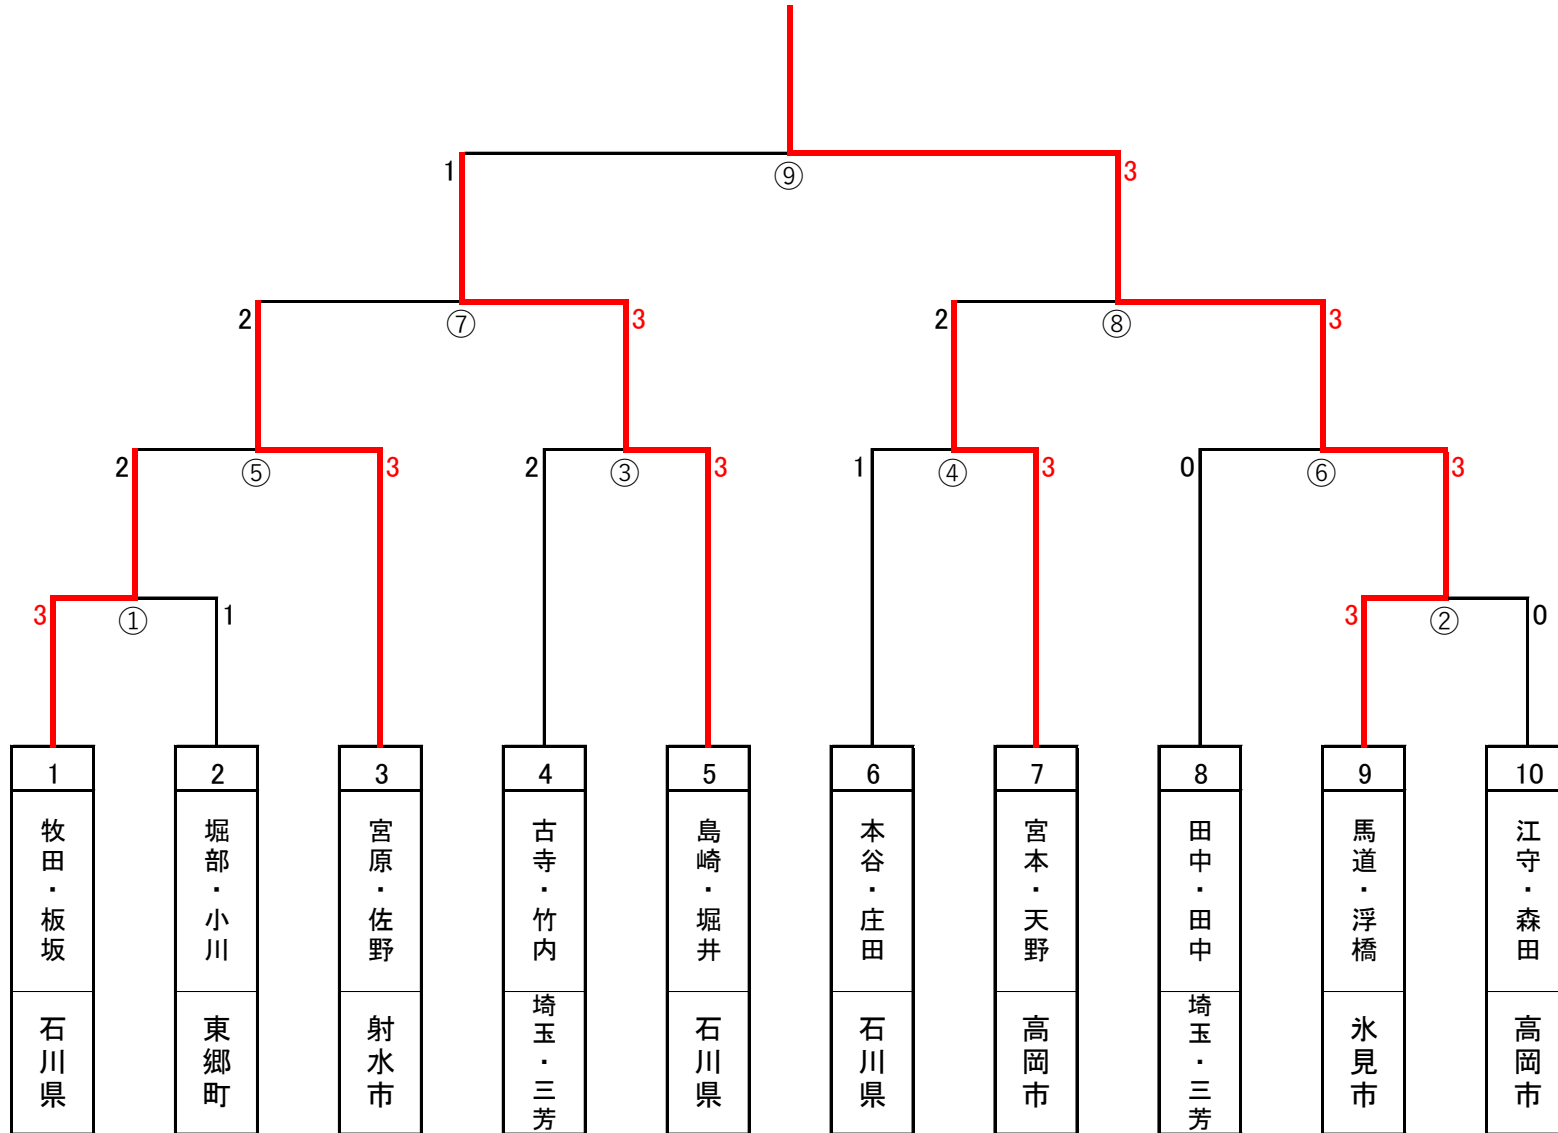 1
⑨
3
2
⑦
3
2
⑧
3
2
⑤
3
2
③
3
1
④
3
0
⑥
3
3
①
1
3
②
0
1
2
3
4
5
6
7
8
9
10
牧田・板坂
堀部・小川
宮原・佐野
古寺・竹内
島崎・堀井
本谷・庄田
宮本・天野
田中・田中
馬道・浮橋
江守・森田
石川県
東郷町
射水市
埼玉・三芳
石川県
石川県
高岡市
埼玉・三芳
氷見市
高岡市